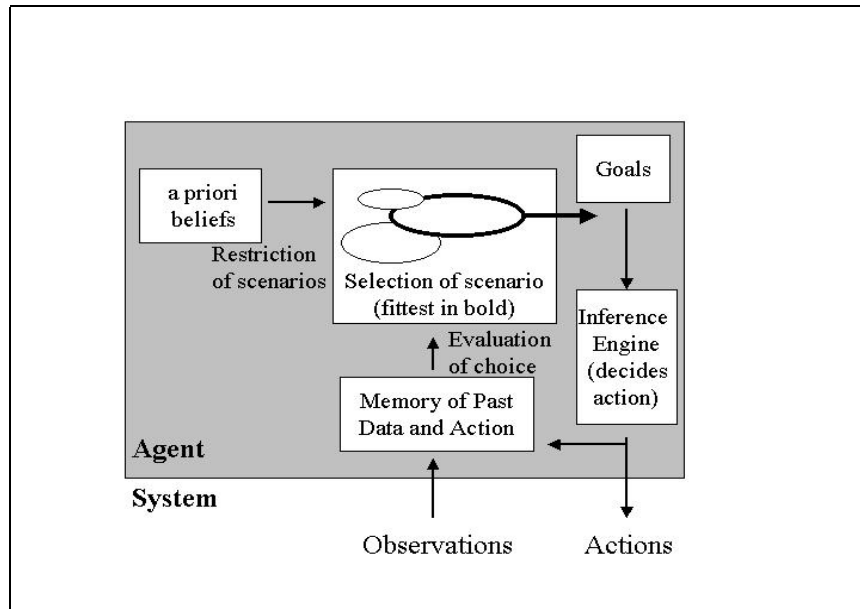 a priori
beliefs
Restriction
of scenarios
Selection of scenario
(fittest in bold)
Goals
Inference
Engine
(decides
action)
Evaluation
of choice
Memory of Past
Data and Action
Agent
System
Observations
Actions